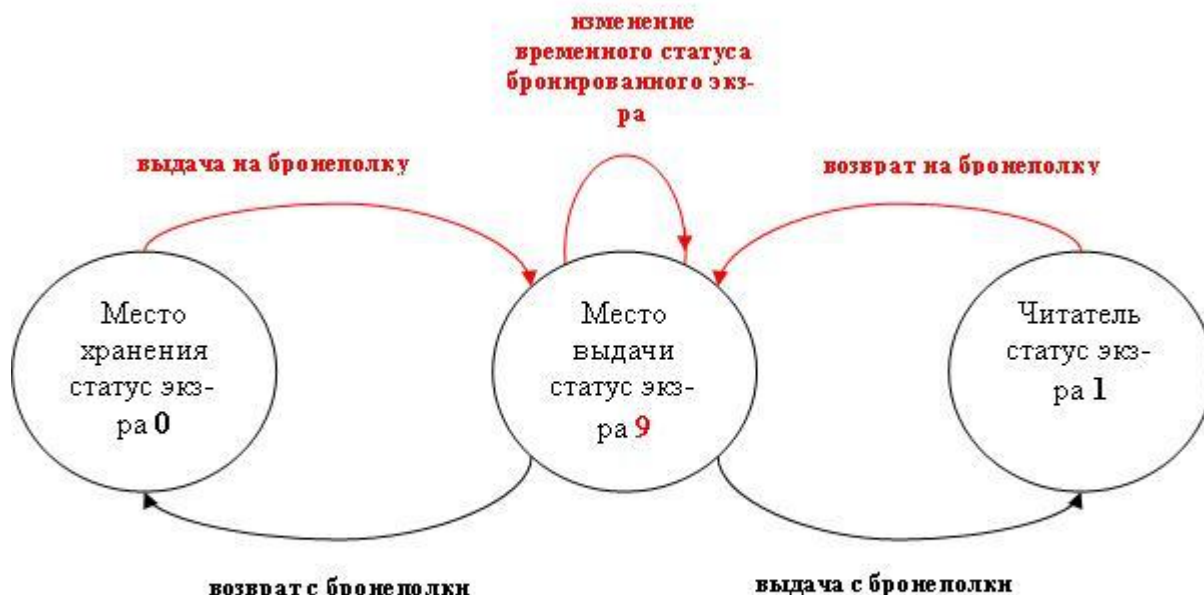 изменение
временного статуса
бронированного экз-
ра
выдача на бронеполку
возврат на бронеполку
Место
хранения
статус экз-
ра 0
Место
выдачи
статус экз-
ра 9
Читатель
статус экз-
ра 1
возврат с бронеполки
выдача с бронеполки